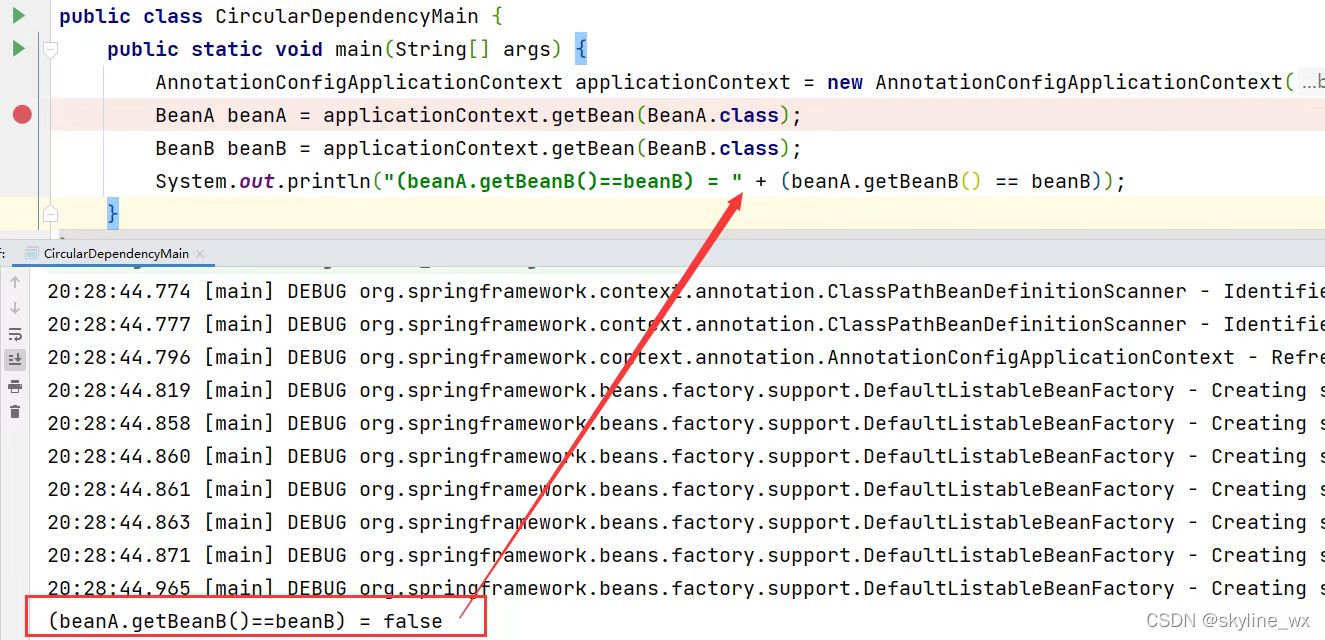 public class CircularDependencyMain {
public static void main(String[] args) {
AnnotationConfigApplicationContext applicationContext = new AnnotationConfigApplicationContext( ...b
BeanA beanA = applicationContext.getBean(BeanA.class);
BeanB beanB = applicationContext.getBean(BeanB.class);
System.out.println("(beanA.getBeanB()==beanB) = " + (beanA.getBeanB() == beanB));
}
CircularDependencyMain ×
20:28:44.774 [main] DEBUG org.springframework.context.annotation.ClassPathBeanDefinitionScanner - Identifie
20:28:44.777 [main] DEBUG org.springframework.context.annotation.ClassPathBeanDefinitionScanner - Identifie
20:28:44.796 [main] DEBUG org.springframework.context.annotation.AnnotationConfigApplicationContext - Refre
20:28:44.819 [main] DEBUG org.springframework.beans.factory.support.DefaultListableBeanFactory - Creating s
20:28:44.858 [main] DEBUG org.springframework.beans.factory.support.DefaultListableBeanFactory - Creating s
20:28:44.860 [main] DEBUG org.springframework.beans.factory.support.DefaultListableBeanFactory - Creating s
20:28:44.861 [main] DEBUG org.springframework.beans.factory.support.DefaultListableBeanFactory - Creating s
20:28:44.863 [main] DEBUG org.springframework.beans.factory.support.DefaultListableBeanFactory - Creating s
20:28:44.871 [main] DEBUG org.springframework.beans.factory.support.DefaultListableBeanFactory - Creating s
20:28:44.965 [main] DEBUG org.springframework.beans.factory.support.DefaultListableBeanFactory - Creating s
(beanA.getBeanB()==beanB) = false
CSDN @skyline_wx